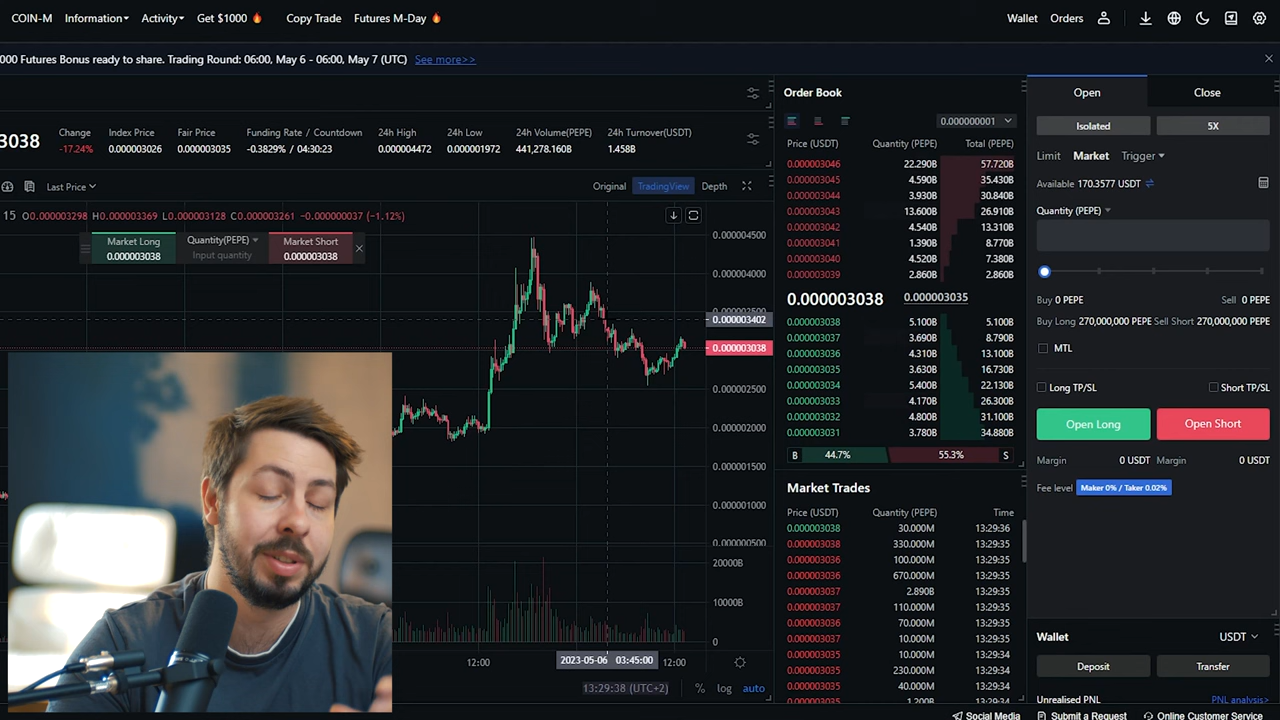 COIN-M Information Activity Get $1000 Copy Trade Futures M-Day Wallet Orders
000 Futures Bonus ready to share. Trading Round: 06:00, May 6 - 06:00, May 7 (UTC) See more>>
3038
Change Index Price Fair Price Funding Rate / Countdown 24h High 24h Low 24h Volume(PEPE) 24h Turnover(USDT)
-17.24% 0.000003026 0.000003035 -0.3829% / 04:30:23 0.000004472 0.000001972 441,278.160B 1.458B
Last Price Original TradingView Depth
15 O0.000003298 H0.000003369 L0.000003128 C0.000003261 −0.000000037 (−1.12%)
Market Long Quantity(PEPE) Market Short
0.000003038 Input quantity 0.000003038
0.000004500
0.000004000
0.000003402
0.000003038
0.000002500
0.000002000
0.000001500
0.000001000
0.000000500
20000B
10000B
0
12:00 2023-05-06 03:45:00 12:00
13:29:38 (UTC+2) % log auto
Order Book
0.000000001
Price (USDT) Quantity (PEPE) Total (PEPE)
0.000003046 22.290B 57.720B
0.000003045 4.590B 35.430B
0.000003044 3.930B 30.840B
0.000003043 13.600B 26.910B
0.000003042 4.540B 13.310B
0.000003041 1.390B 8.770B
0.000003040 4.520B 7.380B
0.000003039 2.860B 2.860B
0.000003038 0.000003035
0.000003038 5.100B 5.100B
0.000003037 3.690B 8.790B
0.000003036 4.310B 13.100B
0.000003035 3.630B 16.730B
0.000003034 5.400B 22.130B
0.000003033 4.170B 26.300B
0.000003032 4.800B 31.100B
0.000003031 3.780B 34.880B
B 44.7% 55.3% S
Market Trades
Price (USDT) Quantity (PEPE) Time
0.000003038 30.000M 13:29:36
0.000003038 330.000M 13:29:35
0.000003036 100.000M 13:29:35
0.000003036 670.000M 13:29:35
0.000003037 2.890B 13:29:35
0.000003037 110.000M 13:29:35
0.000003036 70.000M 13:29:35
0.000003037 10.000M 13:29:35
0.000003035 10.000M 13:29:34
0.000003035 230.000M 13:29:34
0.000003035 40.000M 13:29:34
0.000003035 1.200B 13:29:34
Open Close
Isolated 5X
Limit Market Trigger
Available 170.3577 USDT
Quantity (PEPE)
Buy 0 PEPE Sell 0 PEPE
Buy Long 270,000,000 PEPE Sell Short 270,000,000 PEPE
MTL
Long TP/SL Short TP/SL
Open Long Open Short
Margin 0 USDT Margin 0 USDT
Fee level Maker 0% / Taker 0.02%
Wallet USDT
Deposit Transfer
Unrealised PNL PNL analysis>
Social Media Submit a Request Online Customer Service